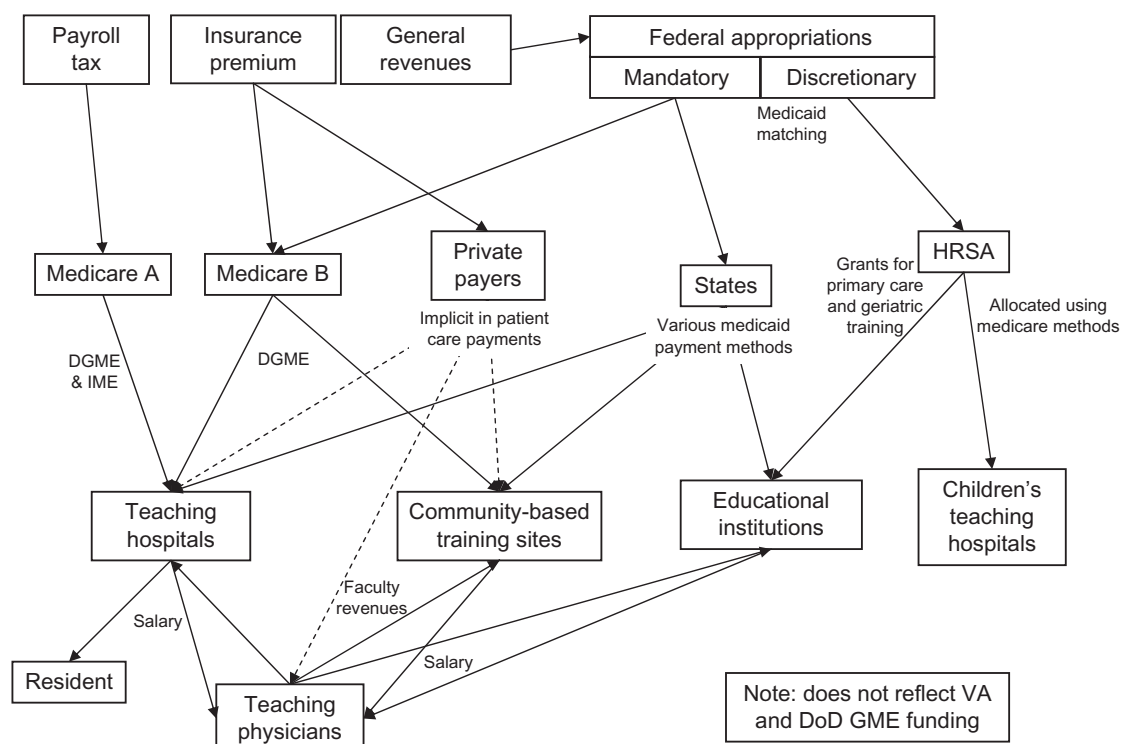 Payroll
tax
Insurance
premium
General
revenues
Federal appropriations
Mandatory
Discretionary
Medicaid
matching
Medicare A
Medicare B
Private
payers
States
HRSA
Grants for
primary care
and geriatric
training
Allocated using
medicare methods
Implicit in patient
care payments
Various medicaid
payment methods
DGME
& IME
DGME
Teaching
hospitals
Community-based
training sites
Educational
institutions
Children's
teaching
hospitals
Faculty
revenues
Salary
Salary
Resident
Teaching
physicians
Note: does not reflect VA
and DoD GME funding